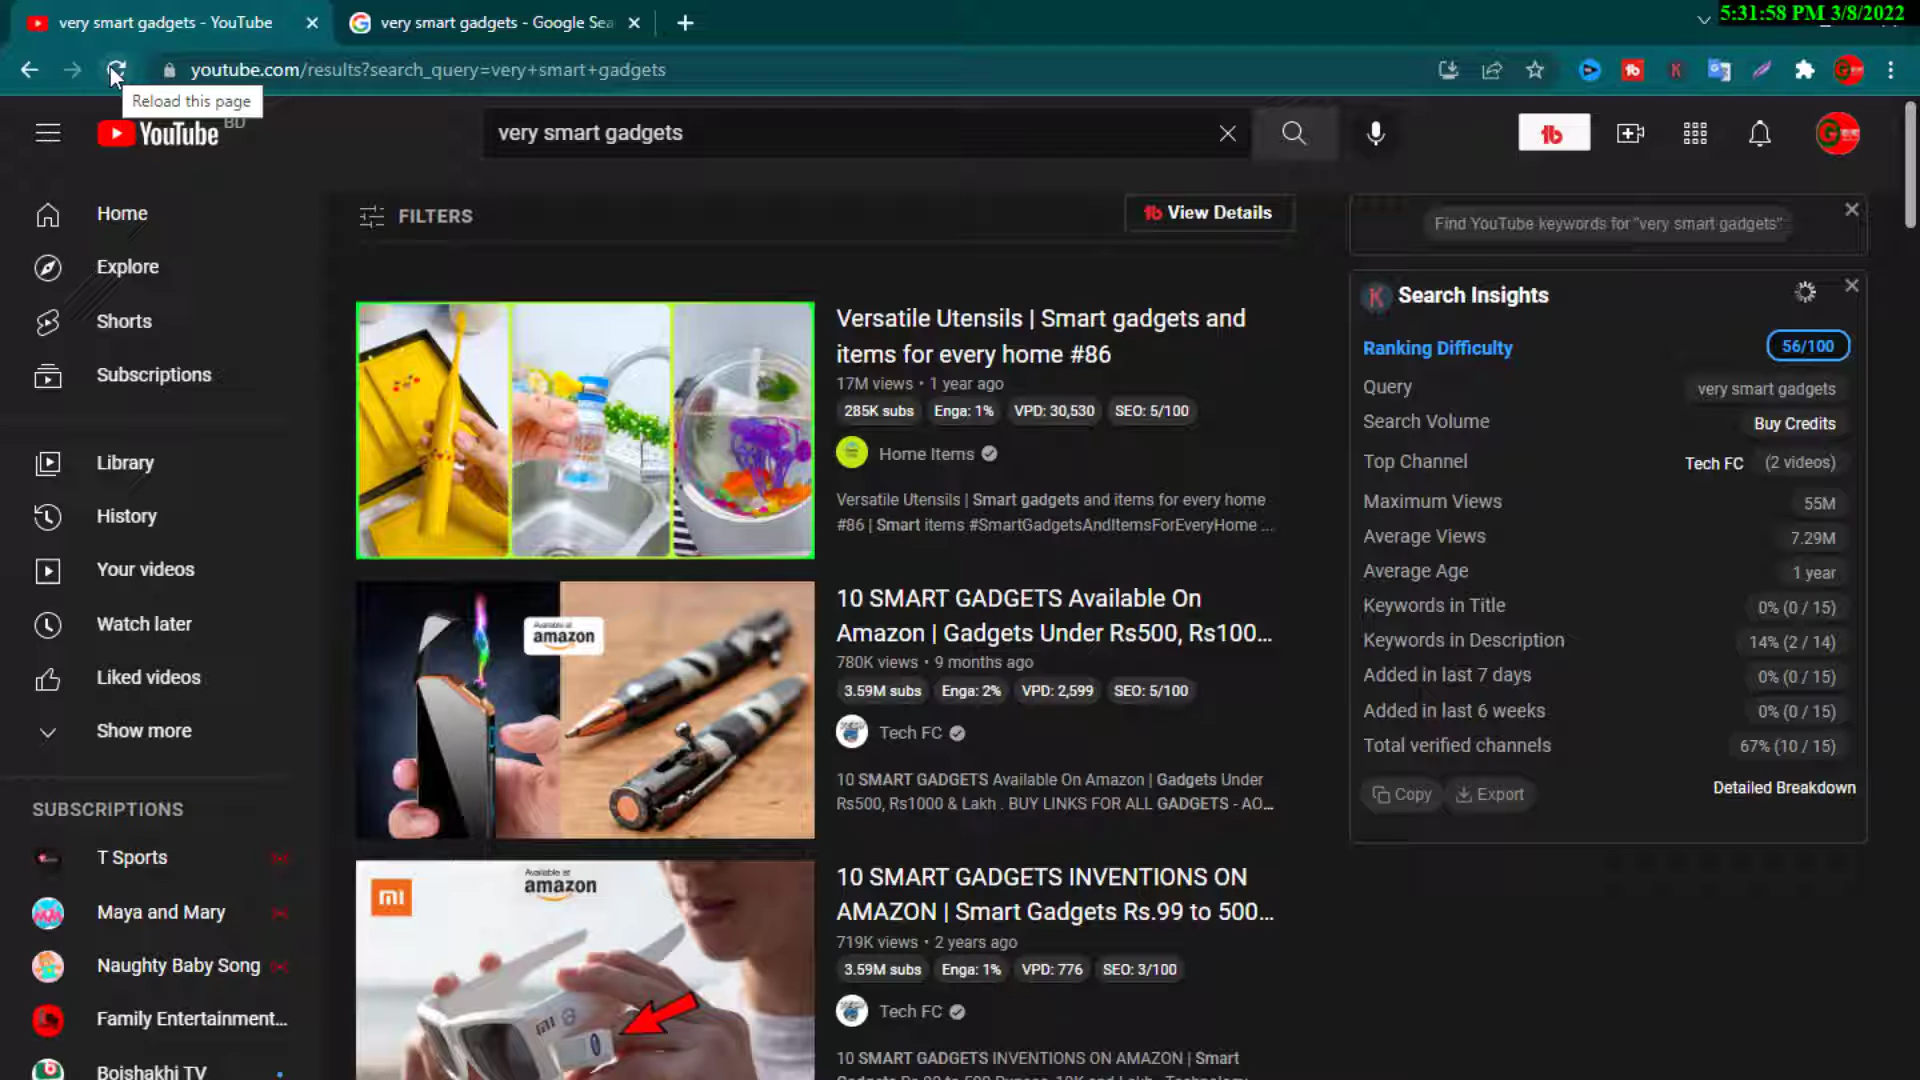 very smart gadgets - YouTube
very smart gadgets - Google Sea
5:31:58 PM 3/8/2022
youtube.com/results?search_query=very+smart+gadgets
Reload this page
YouTube BD
very smart gadgets
Home
Explore
Shorts
Subscriptions
Library
History
Your videos
Watch later
Liked videos
Show more
SUBSCRIPTIONS
T Sports
Maya and Mary
Naughty Baby Song
Family Entertainment...
Boishakhi TV
FILTERS
View Details
Versatile Utensils | Smart gadgets and
items for every home #86
17M views • 1 year ago
285K subs Enga: 1% VPD: 30,530 SEO: 5/100
Home Items
Versatile Utensils | Smart gadgets and items for every home
#86 | Smart items #SmartGadgetsAndItemsForEveryHome ...
Available at
amazon
10 SMART GADGETS Available On
Amazon | Gadgets Under Rs500, Rs100...
780K views • 9 months ago
3.59M subs Enga: 2% VPD: 2,599 SEO: 5/100
Tech FC
10 SMART GADGETS Available On Amazon | Gadgets Under
Rs500, Rs1000 & Lakh . BUY LINKS FOR ALL GADGETS - AO...
mi
Available at
amazon
mi
10 SMART GADGETS INVENTIONS ON
AMAZON | Smart Gadgets Rs.99 to 500...
719K views • 2 years ago
3.59M subs Enga: 1% VPD: 776 SEO: 3/100
Tech FC
10 SMART GADGETS INVENTIONS ON AMAZON | Smart
Find YouTube keywords for "very smart gadgets"
Search Insights
Ranking Difficulty 56/100
Query very smart gadgets
Search Volume Buy Credits
Top Channel Tech FC (2 videos)
Maximum Views 55M
Average Views 7.29M
Average Age 1 year
Keywords in Title 0% (0 / 15)
Keywords in Description 14% (2 / 14)
Added in last 7 days 0% (0 / 15)
Added in last 6 weeks 0% (0 / 15)
Total verified channels 67% (10 / 15)
Copy Export
Detailed Breakdown